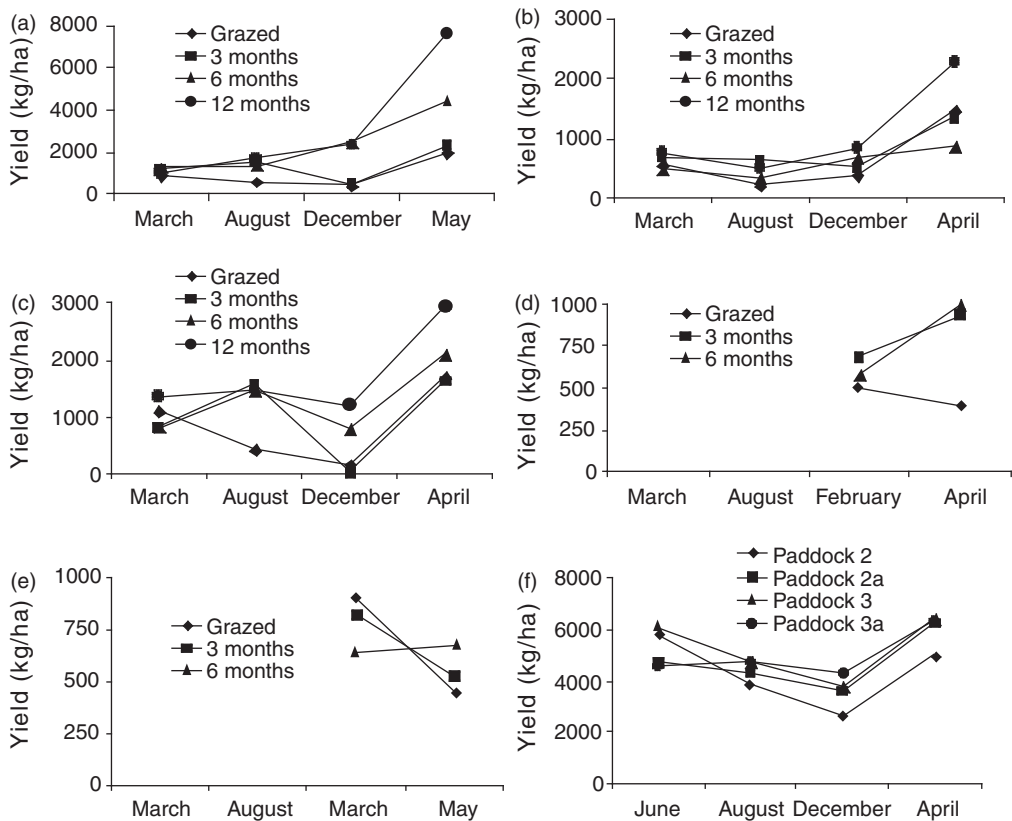 (a)
Yield (kg/ha)
8000
6000
4000
2000
0
Grazed
3 months
6 months
12 months
March August December May
(b)
Yield (kg/ha)
3000
2000
1000
0
Grazed
3 months
6 months
12 months
March August December April
(c)
Yield (kg/ha)
3000
2000
1000
0
Grazed
3 months
6 months
12 months
March August December April
(d)
Yield (kg/ha)
1000
750
500
250
0
Grazed
3 months
6 months
March August February April
(e)
Yield (kg/ha)
1000
750
500
250
0
Grazed
3 months
6 months
March August March May
(f)
Yield (kg/ha)
8000
6000
4000
2000
0
Paddock 2
Paddock 2a
Paddock 3
Paddock 3a
June August December April